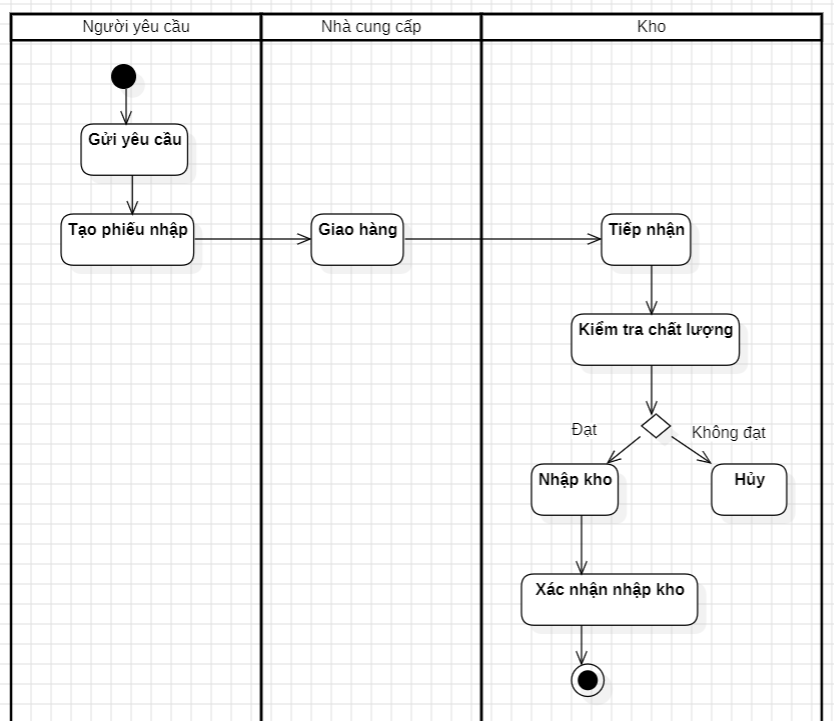 Người yêu cầu
Nhà cung cấp
Kho
Gửi yêu cầu
Tạo phiếu nhập
Giao hàng
Tiếp nhận
Kiểm tra chất lượng
Đạt
Không đạt
Nhập kho
Hủy
Xác nhận nhập kho